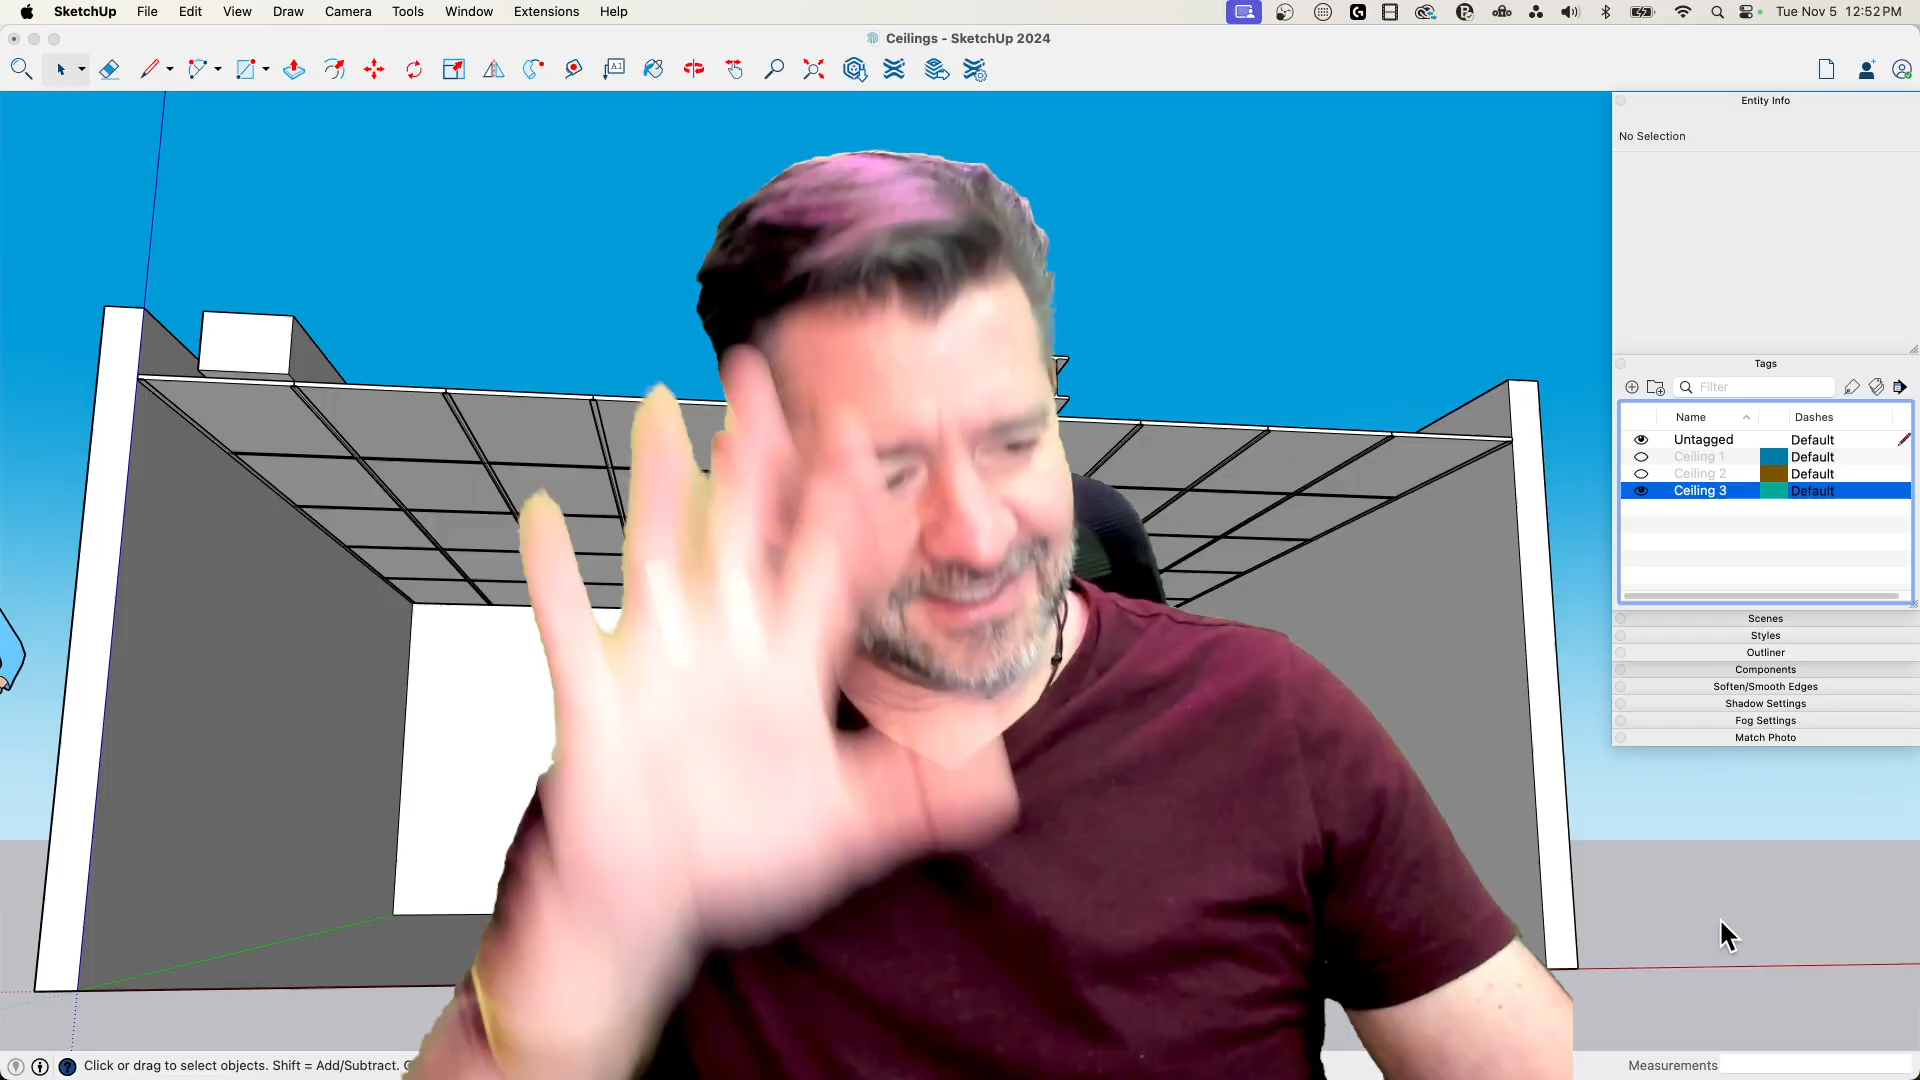 SketchUp File Edit View Draw Camera Tools Window Extensions Help Tue Nov 5 12:52 PM
Ceilings - SketchUp 2024
A1
Entity Info
No Selection
Tags
Filter
Name Dashes
Untagged Default
Ceiling 1 Default
Ceiling 2 Default
Ceiling 3 Default
Scenes
Styles
Outliner
Components
Soften/Smooth Edges
Shadow Settings
Fog Settings
Match Photo
Click or drag to select objects. Shift = Add/Subtract.
Measurements